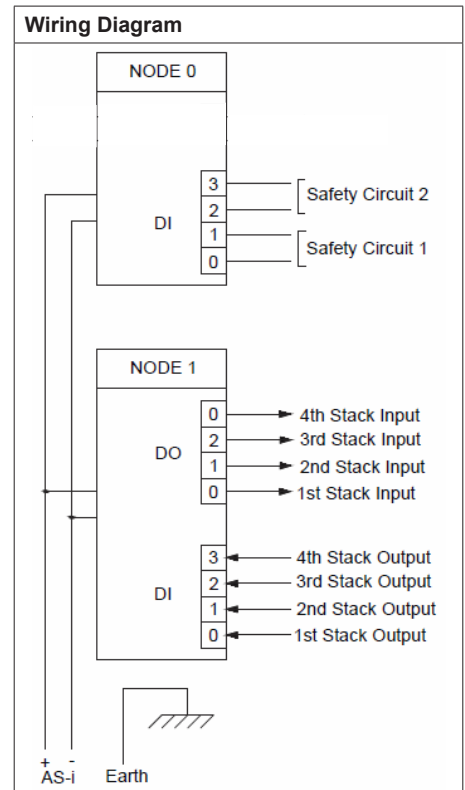 Wiring Diagram
NODE 0
3
Safety Circuit 2
2
DI
1
Safety Circuit 1
0
NODE 1
0
4th Stack Input
2
3rd Stack Input
DO
1
2nd Stack Input
0
1st Stack Input
3
4th Stack Output
2
3rd Stack Output
DI
1
2nd Stack Output
0
1st Stack Output
+ -
AS-i
Earth